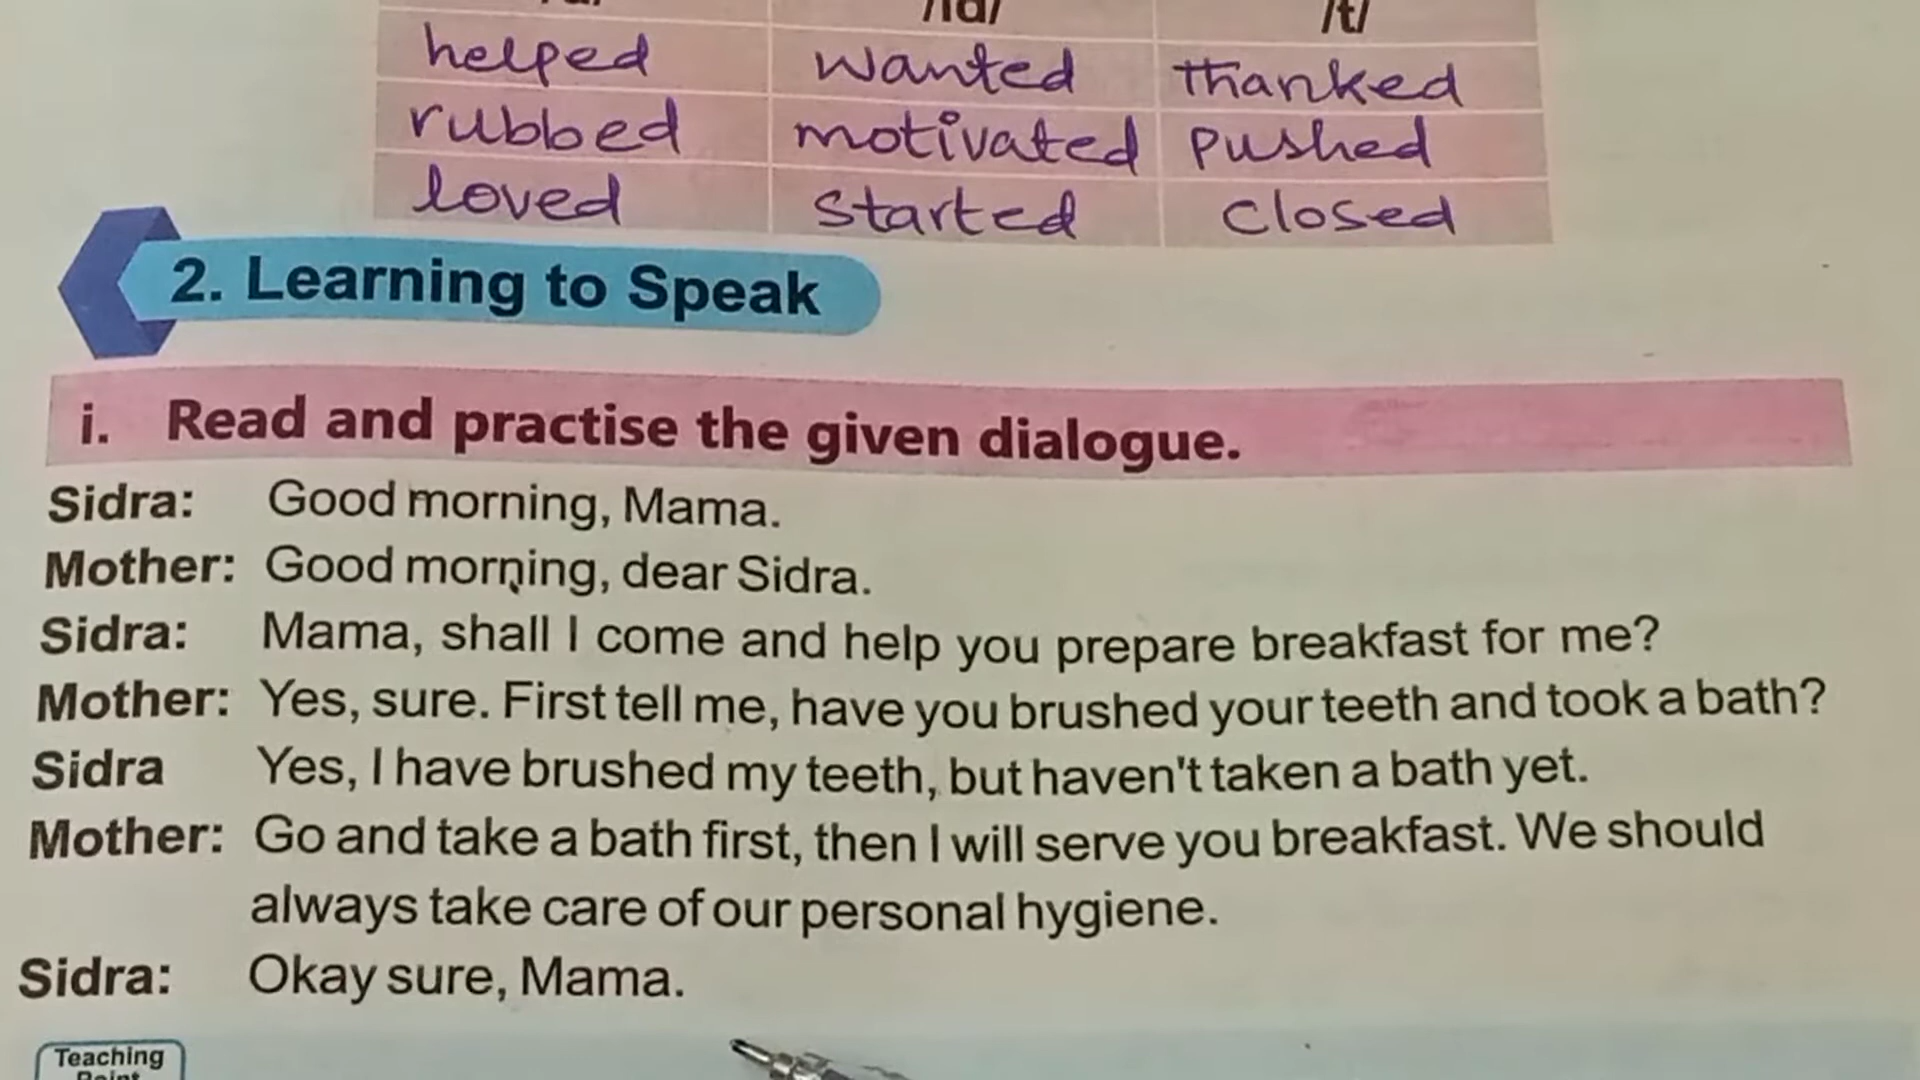 /d/ /ɪd/ /t/
helped wanted thanked
rubbed motivated pushed
loved started closed
2. Learning to Speak
i. Read and practise the given dialogue.
Sidra: Good morning, Mama.
Mother: Good morning, dear Sidra.
Sidra: Mama, shall I come and help you prepare breakfast for me?
Mother: Yes, sure. First tell me, have you brushed your teeth and took a bath?
Sidra Yes, I have brushed my teeth, but haven't taken a bath yet.
Mother: Go and take a bath first, then I will serve you breakfast. We should
always take care of our personal hygiene.
Sidra: Okay sure, Mama.
Teaching
Point